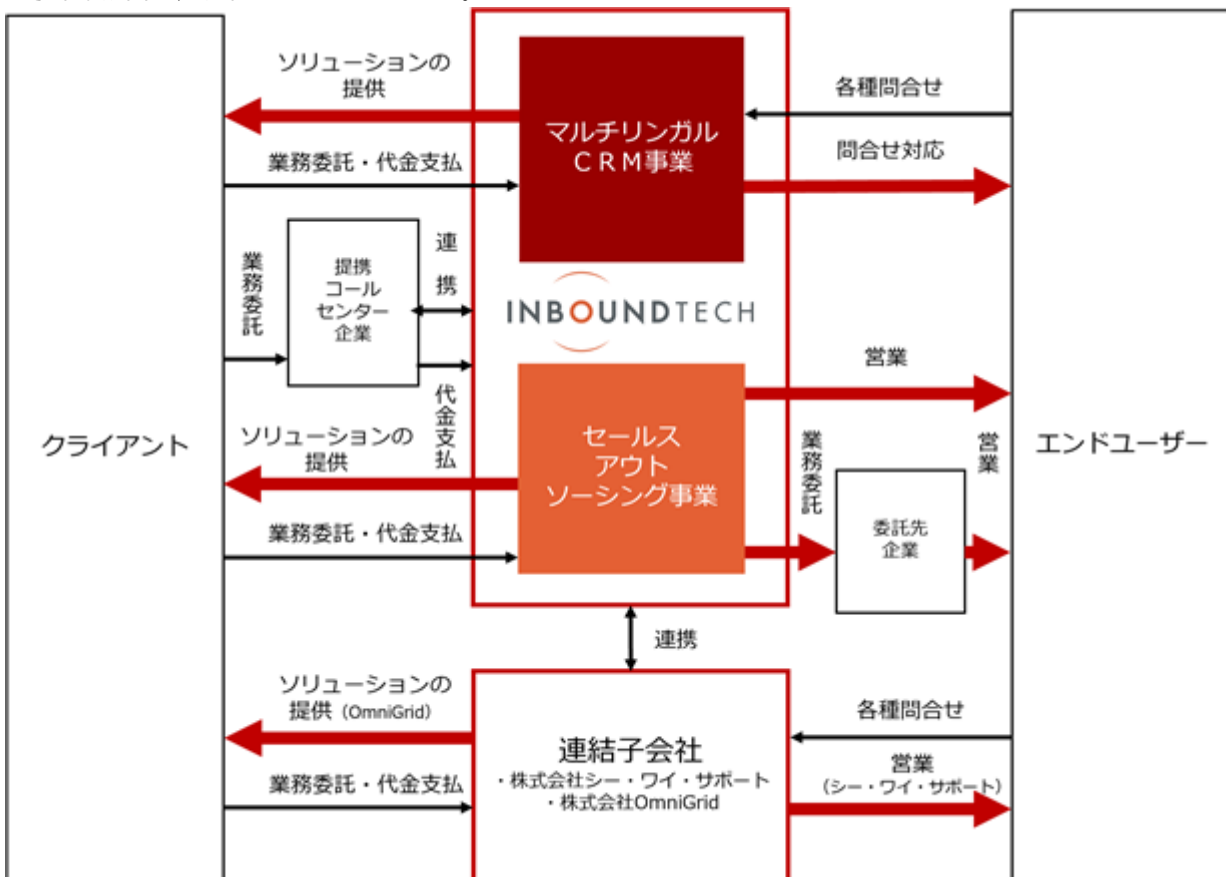 ソリューションの
提供
業務委託・代金支払
マルチリンガル
ＣＲＭ事業
各種問合せ
問合せ対応
業務委託
提携
コール
センター
企業
連携
代金支払
INBOUNDTECH
クライアント
ソリューションの
提供
業務委託・代金支払
セールス
アウト
ソーシング事業
営業
業務委託
営業
委託先
企業
エンドユーザー
連携
ソリューションの
提供（OmniGrid）
業務委託・代金支払
連結子会社
・株式会社シー・ワイ・サポート
・株式会社OmniGrid
各種問合せ
営業
（シー・ワイ・サポート）